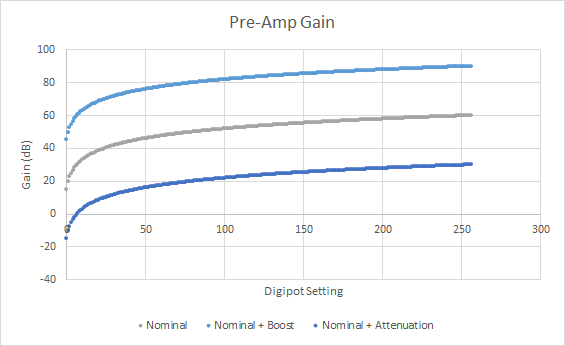 Pre-Amp Gain
100
80
60
40
20
0
-20
-40
Gain (dB)
0 50 100 150 200 250 300
Digipot Setting
Nominal Nominal + Boost Nominal + Attenuation